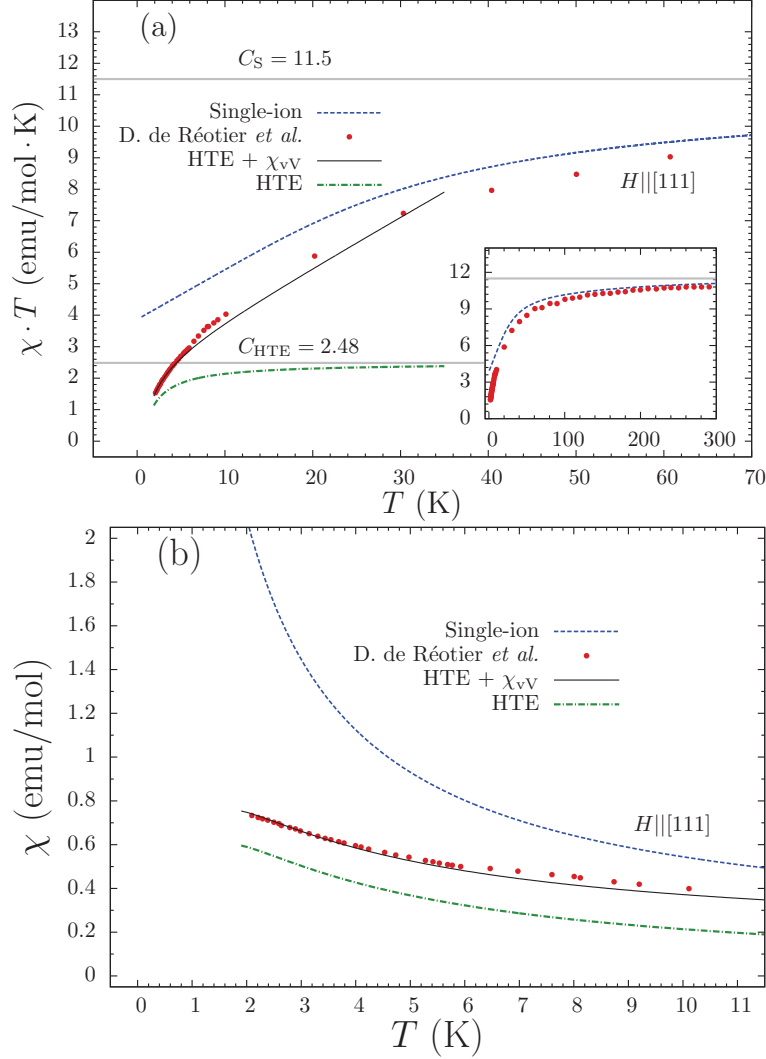 (a)
χ · T (emu/mol · K)
14
13
12
11
10
9
8
7
6
5
4
3
2
1
0
C_S = 11.5
Single-ion
D. de Réotier et al.
HTE + χ_vV
HTE
H||[111]
C_HTE = 2.48
12
9
6
3
0
0 100 200 300
0 10 20 30 40 50 60 70
T (K)
(b)
χ (emu/mol)
2
1.8
1.6
1.4
1.2
1
0.8
0.6
0.4
0.2
0
Single-ion
D. de Réotier et al.
HTE + χ_vV
HTE
H||[111]
0 1 2 3 4 5 6 7 8 9 10 11
T (K)